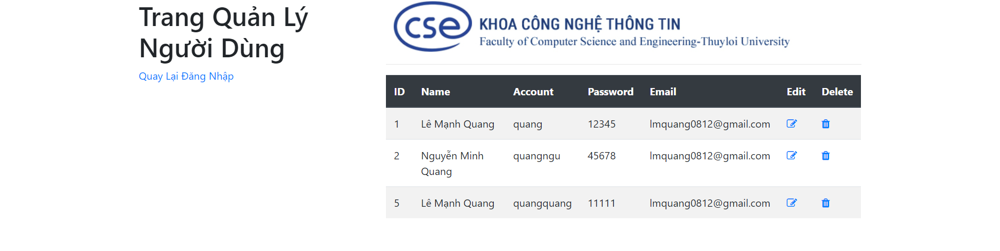 Trang Quản Lý
Người Dùng
Quay Lại Đăng Nhập
cse
KHOA CÔNG NGHỆ THÔNG TIN
Faculty of Computer Science and Engineering-Thuyloi University
ID Name Account Password Email Edit Delete
1 Lê Mạnh Quang quang 12345 lmquang0812@gmail.com
2 Nguyễn Minh Quang quangngu 45678 lmquang0812@gmail.com
5 Lê Mạnh Quang quangquang 11111 lmquang0812@gmail.com